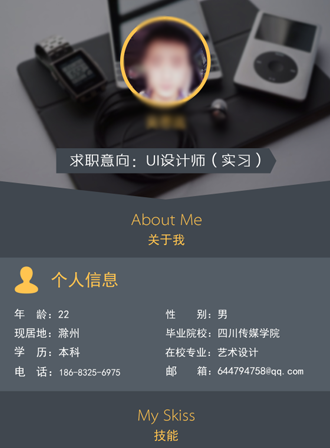 求职意向：UI设计师（实习）
About Me
关于我
个人信息
年　龄：22　　性　　别：男
现居地：滁州　　毕业院校：四川传媒学院
学　历：本科　　在校专业：艺术设计
电　话：186-8325-6975　　邮　　箱：644794758@qq.com
My Skiss
技能